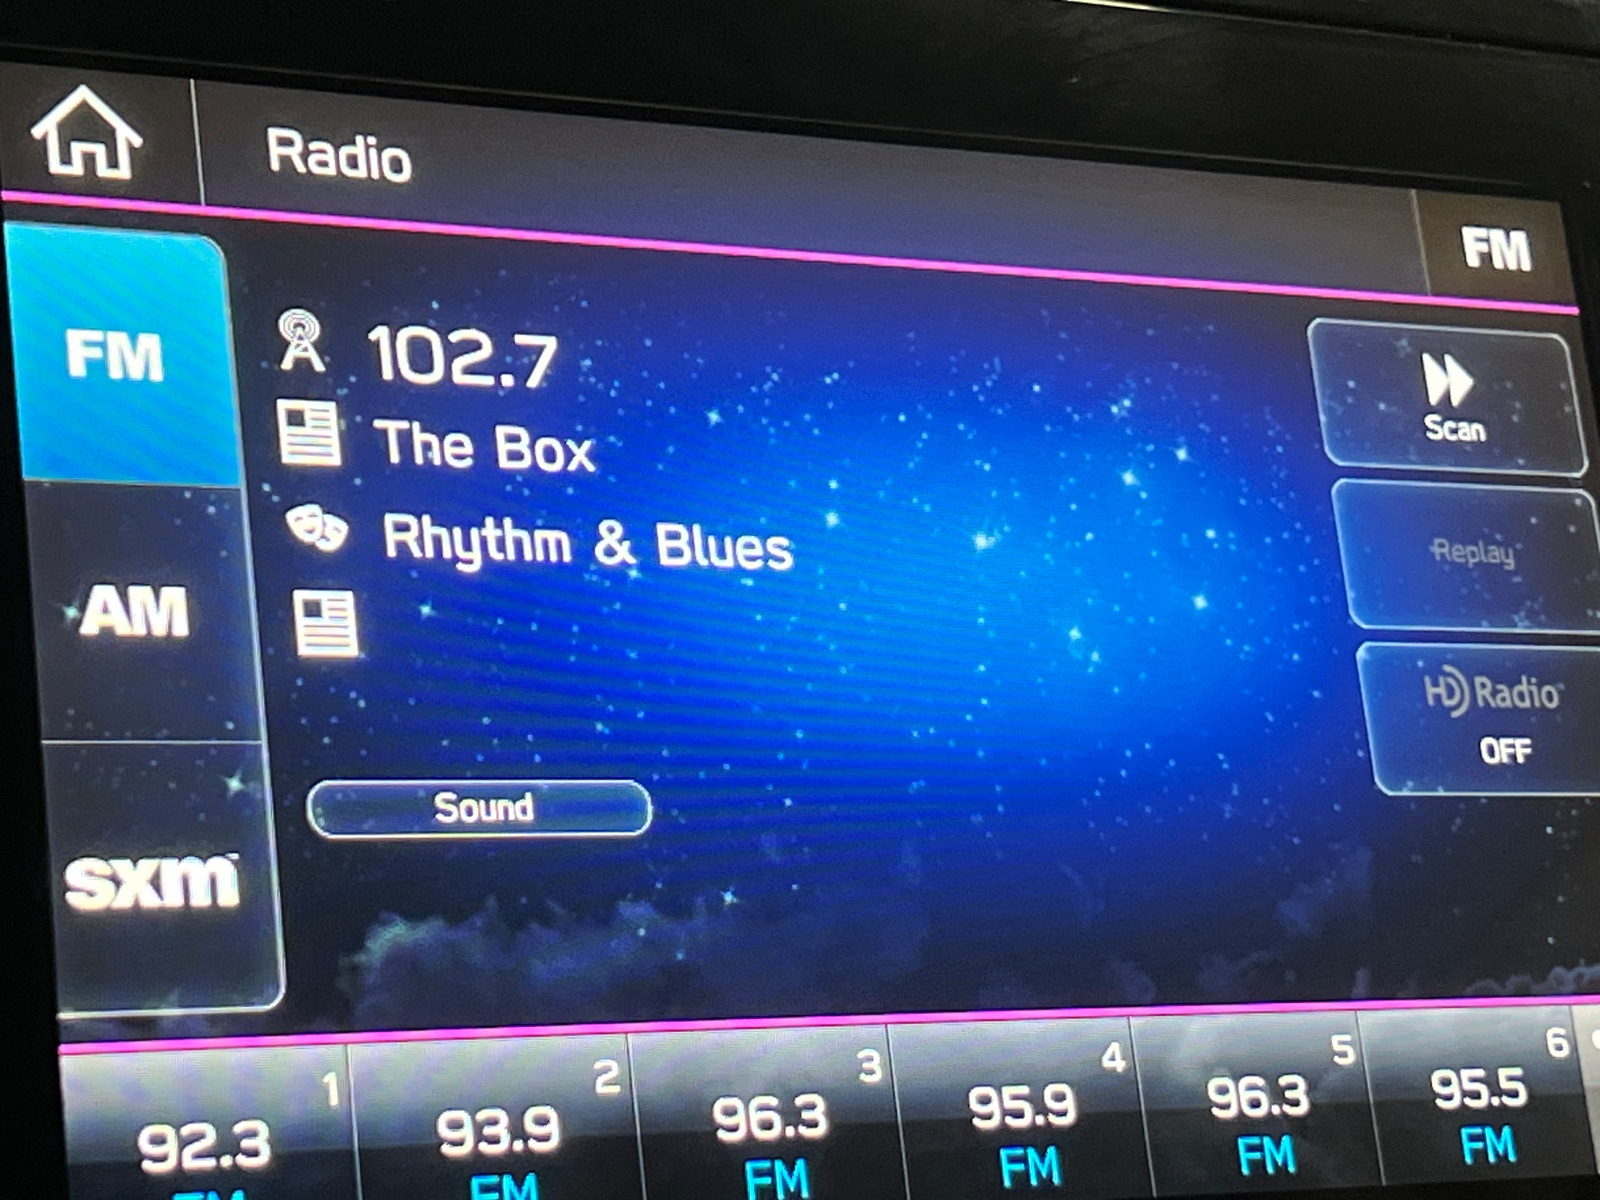 Radio
FM
FM
102.7
The Box
Rhythm & Blues
Scan
Replay
AM
HD Radio
OFF
Sound
sxm
1
92.3
FM
2
93.9
FM
3
96.3
FM
4
95.9
FM
5
96.3
FM
6
95.5
FM